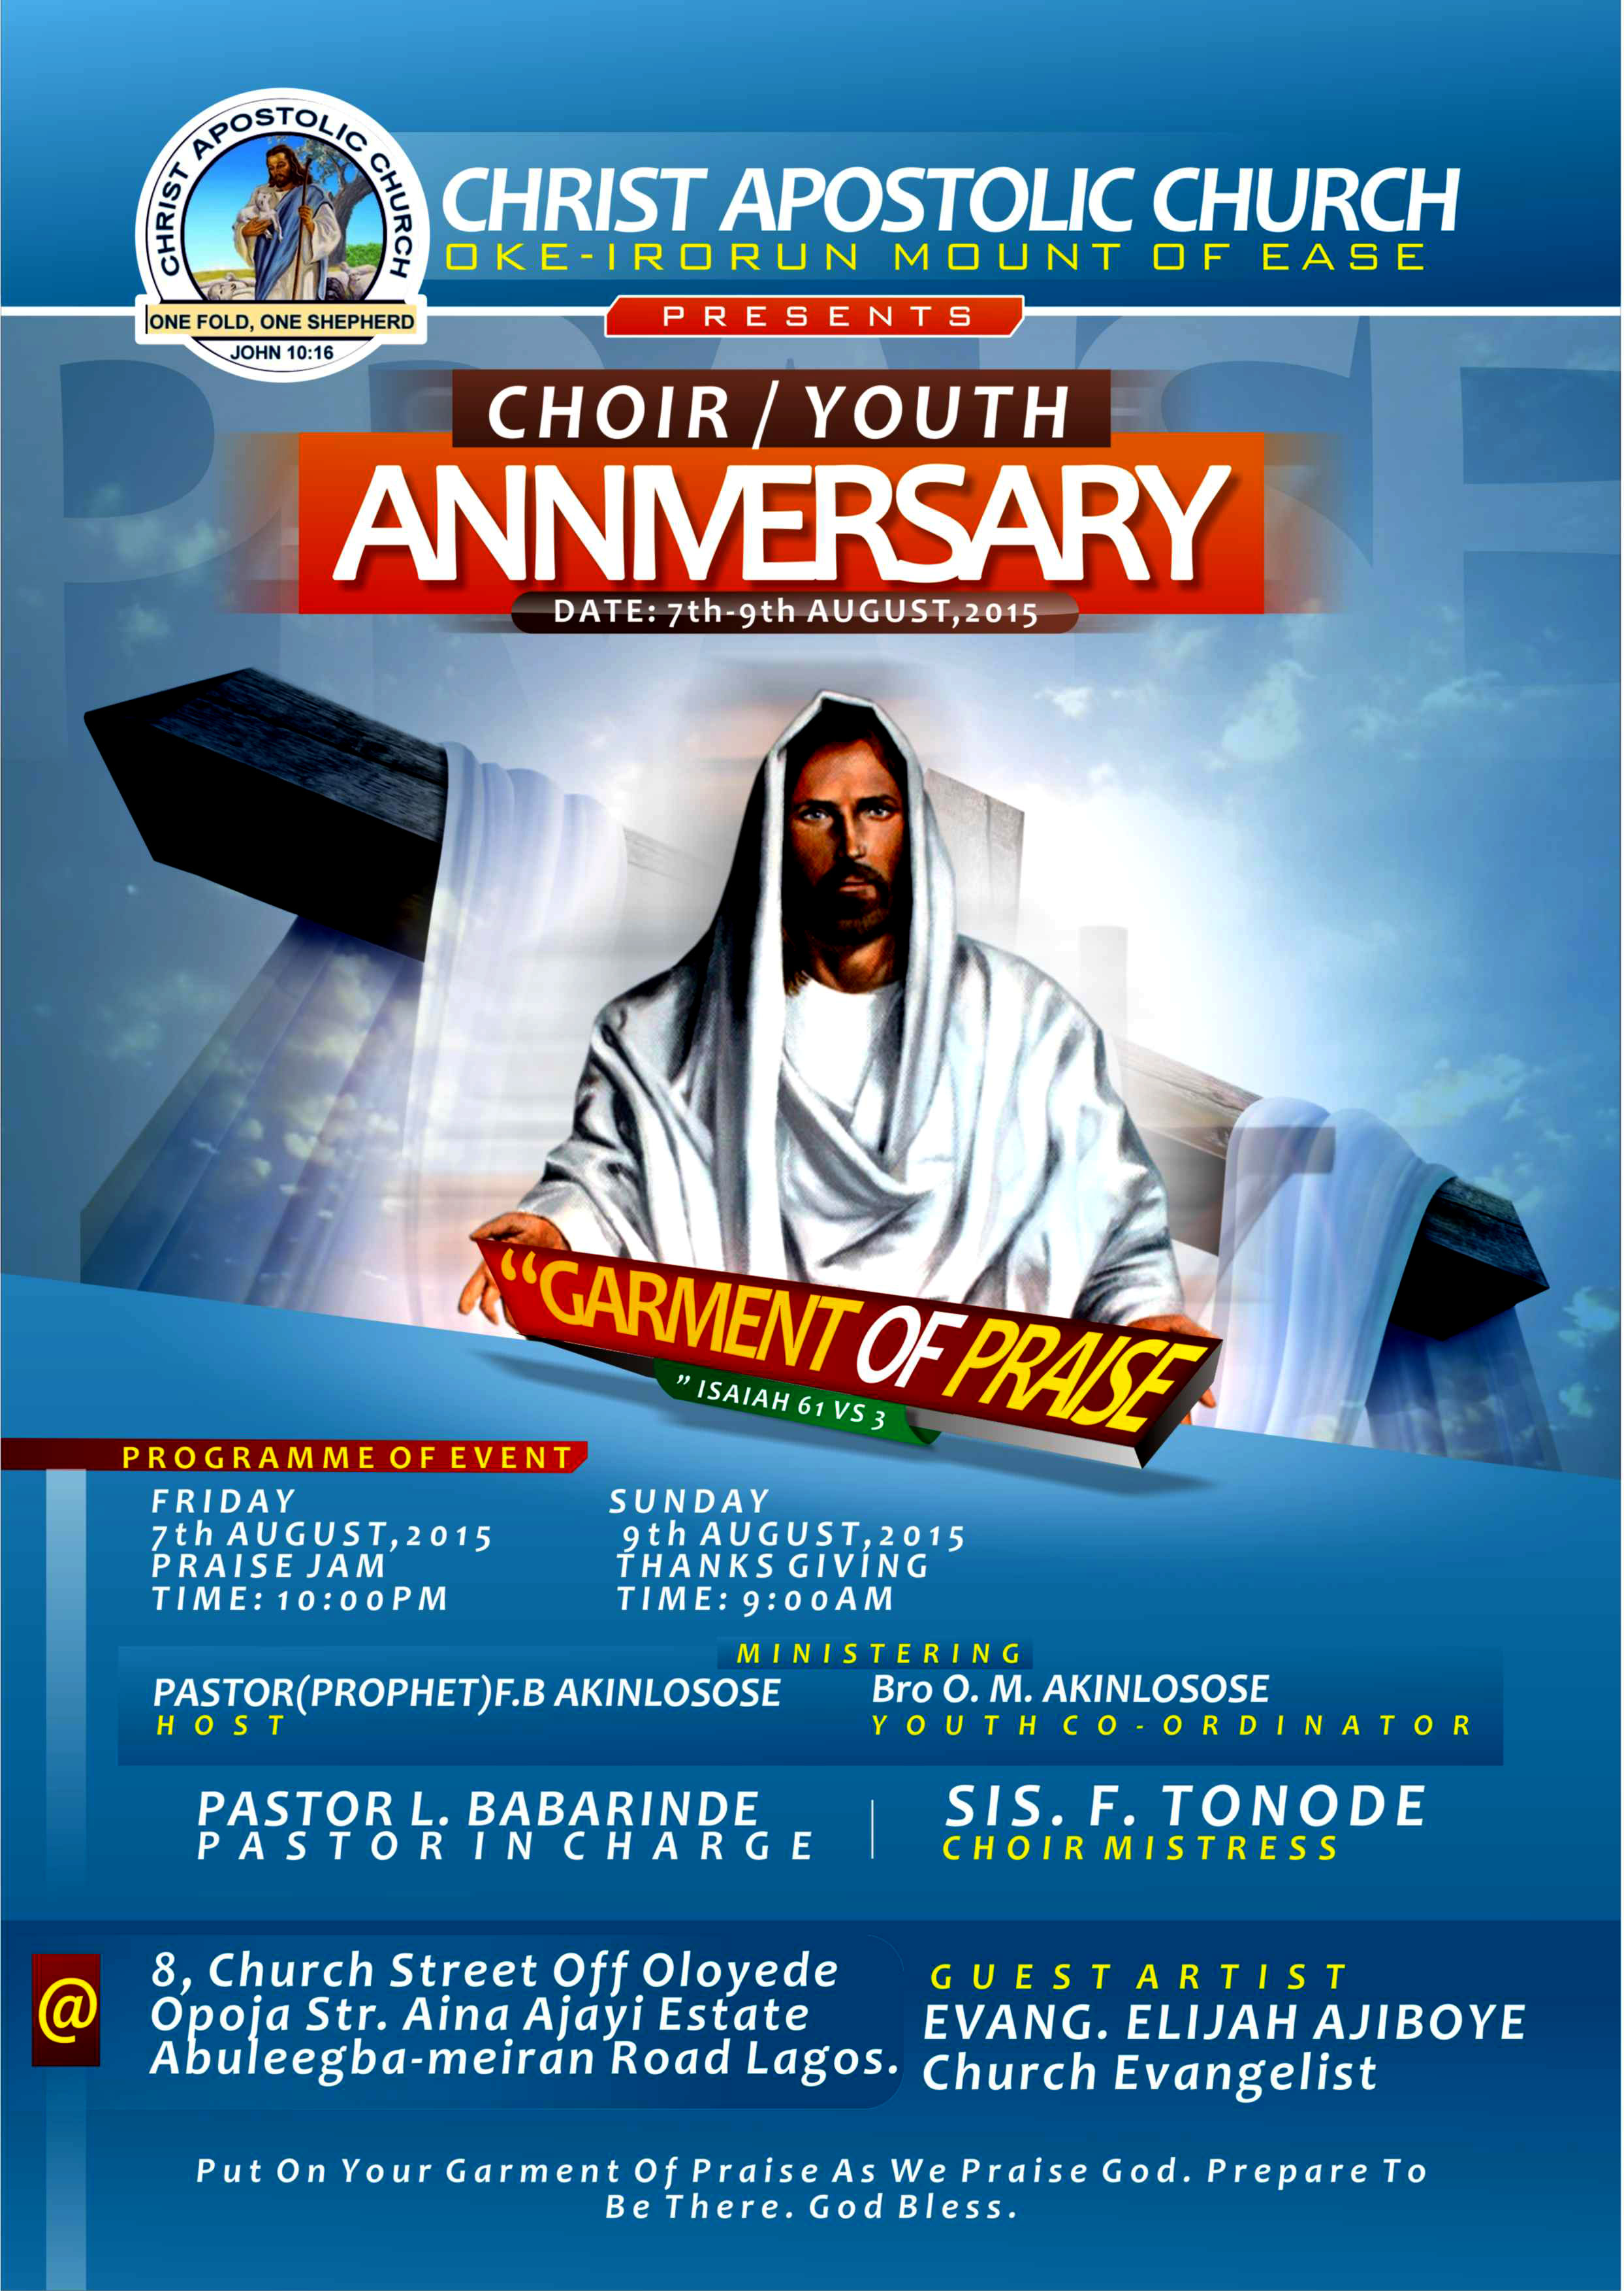 CHRIST APOSTOLIC CHURCH
ONE FOLD, ONE SHEPHERD
JOHN 10:16
CHRIST APOSTOLIC CHURCH
OKE-IRORUN MOUNT OF EASE
PRESENTS
PRAISE
CHOIR / YOUTH
ANNIVERSARY
DATE: 7th-9th AUGUST,2015
“GARMENT OF PRAISE
” ISAIAH 61 VS 3
PROGRAMME OF EVENT
FRIDAY
7th AUGUST,2015
PRAISE JAM
TIME: 10:00PM
SUNDAY
9th AUGUST,2015
THANKS GIVING
TIME: 9:00AM
MINISTERING
PASTOR(PROPHET)F.B AKINLOSOSE
HOST
Bro O. M. AKINLOSOSE
YOUTH CO-ORDINATOR
PASTOR L. BABARINDE
PASTOR IN CHARGE
SIS. F. TONODE
CHOIR MISTRESS
@
8, Church Street Off Oloyede
Opoja Str. Aina Ajayi Estate
Abuleegba-meiran Road Lagos.
GUEST ARTIST
EVANG. ELIJAH AJIBOYE
Church Evangelist
Put On Your Garment Of Praise As We Praise God. Prepare To
Be There. God Bless.